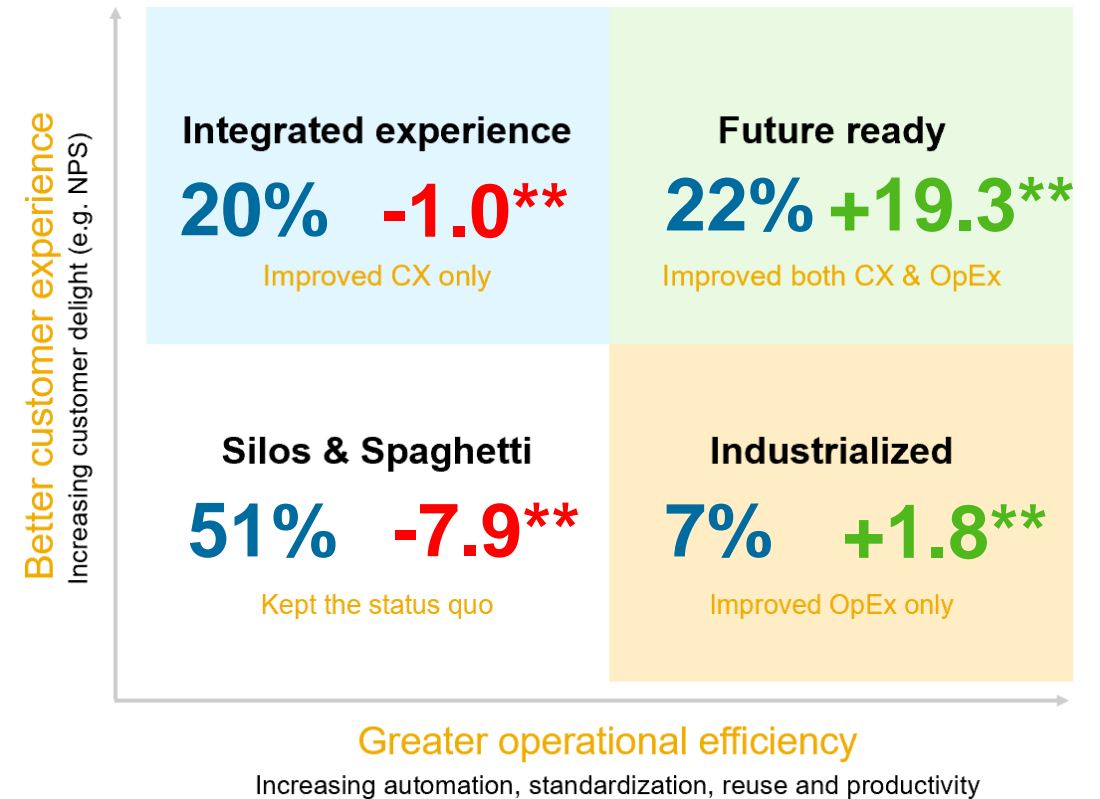 Better customer experience
Increasing customer delight (e.g. NPS)
Integrated experience
20% -1.0**
Improved CX only
Future ready
22% +19.3**
Improved both CX & OpEx
Silos & Spaghetti
51% -7.9**
Kept the status quo
Industrialized
7% +1.8**
Improved OpEx only
Greater operational efficiency
Increasing automation, standardization, reuse and productivity